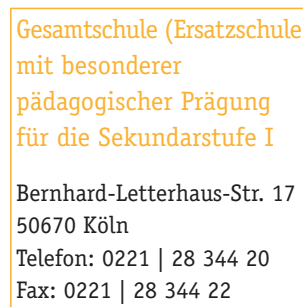 Gesamtschule (Ersatzschule
mit besonderer
pädagogischer Prägung
für die Sekundarstufe I
Bernhard-Letterhaus-Str. 17
50670 Köln
Telefon: 0221 | 28 344 20
Fax: 0221 | 28 344 22